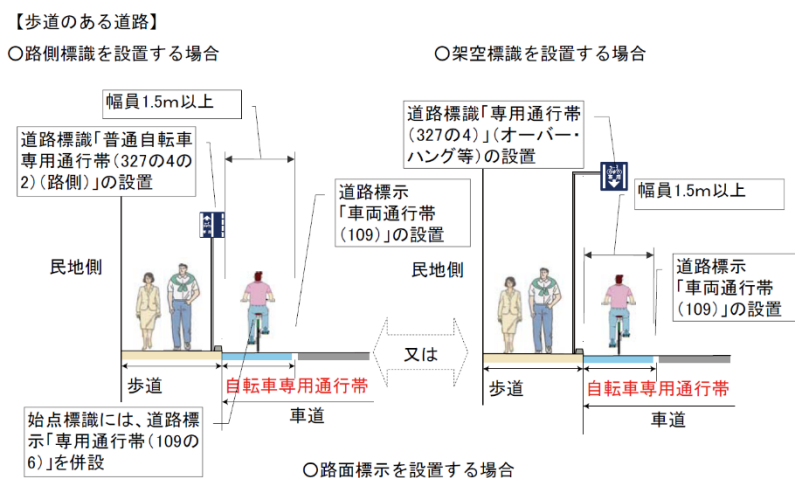 【歩道のある道路】
〇路側標識を設置する場合
幅員1.5m以上
道路標識「普通自転車
専用通行帯(327の4の
2)(路側)」の設置
道路標示
「車両通行帯
(109)」の設置
民地側
歩道
自転車専用通行帯
車道
始点標識には、道路標
示「専用通行帯(109の
6)」を併設
又は
〇架空標識を設置する場合
道路標識「専用通行帯
(327の4)」(オーバー・
ハング等)の設置
幅員1.5m以上
民地側
道路標示
「車両通行帯
(109)」の設置
歩道
自転車専用通行帯
車道
〇路面標示を設置する場合